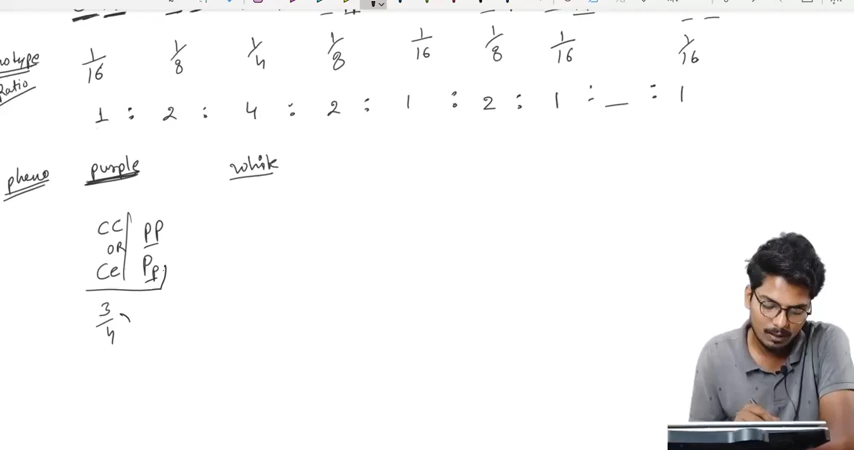 1/16 1/8 1/4 1/8 1/16 1/8 1/16 1/16
Ratio
1 : 2 : 4 : 2 : 1 : 2 : 1 : __ : 1
pheno purple white
CC PP
OR
Cc Pp
3/4